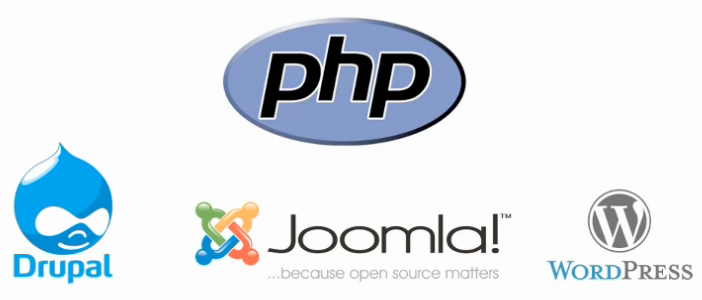 php
Drupal
Joomla!™
...because open source matters
W
WORDPRESS